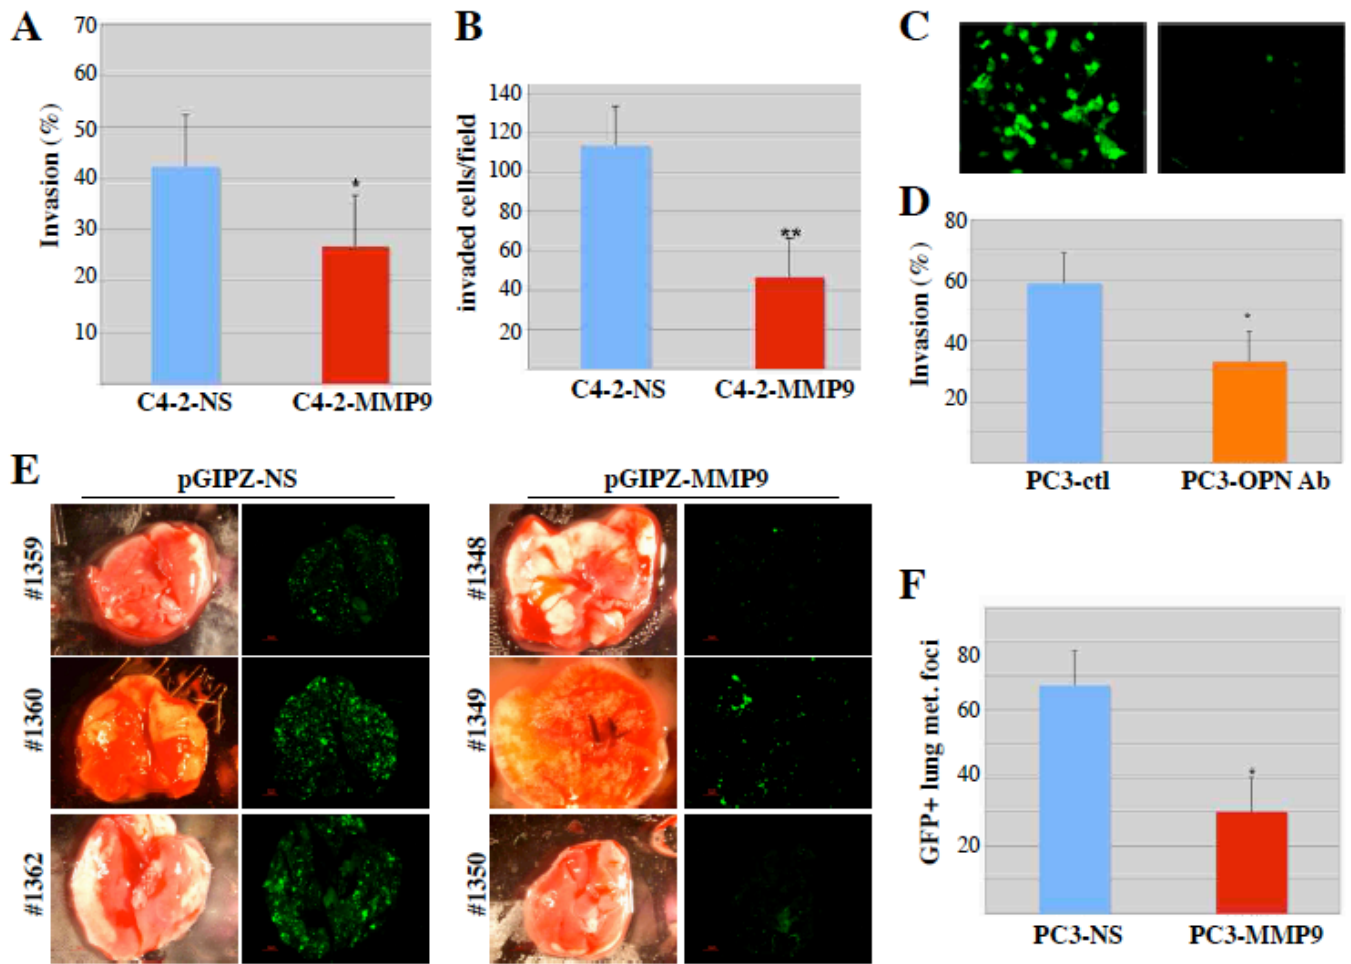 A
70
60
50
40
30
20
10
Invasion (%)
*
C4-2-NS
C4-2-MMP9
B
140
120
100
80
60
40
20
invaded cells/field
**
C4-2-NS
C4-2-MMP9
C
D
80
60
40
20
Invasion (%)
*
PC3-ctl
PC3-OPN Ab
E
pGIPZ-NS
pGIPZ-MMP9
#1359
#1360
#1362
#1348
#1349
#1350
F
80
60
40
20
GFP+ lung met. foci
*
PC3-NS
PC3-MMP9